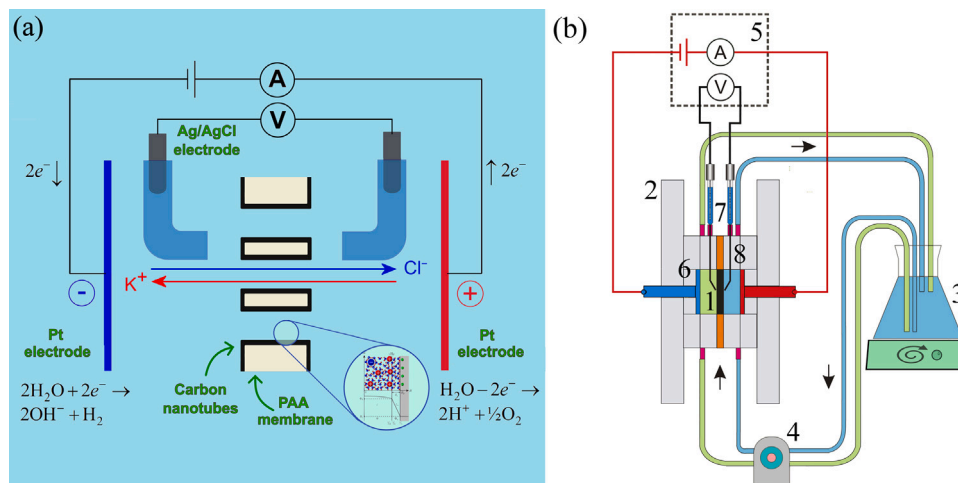 (a)
A
V
Ag/AgCl
electrode
2e⁻
2e⁻
Cl⁻
K⁺
-
+
Pt
electrode
Pt
electrode
2H₂O + 2e⁻ →
2OH⁻ + H₂
Carbon
nanotubes
PAA
membrane
H₂O – 2e⁻ →
2H⁺ + ½O₂
(b)
5
A
V
2
7
6
8
1
3
4